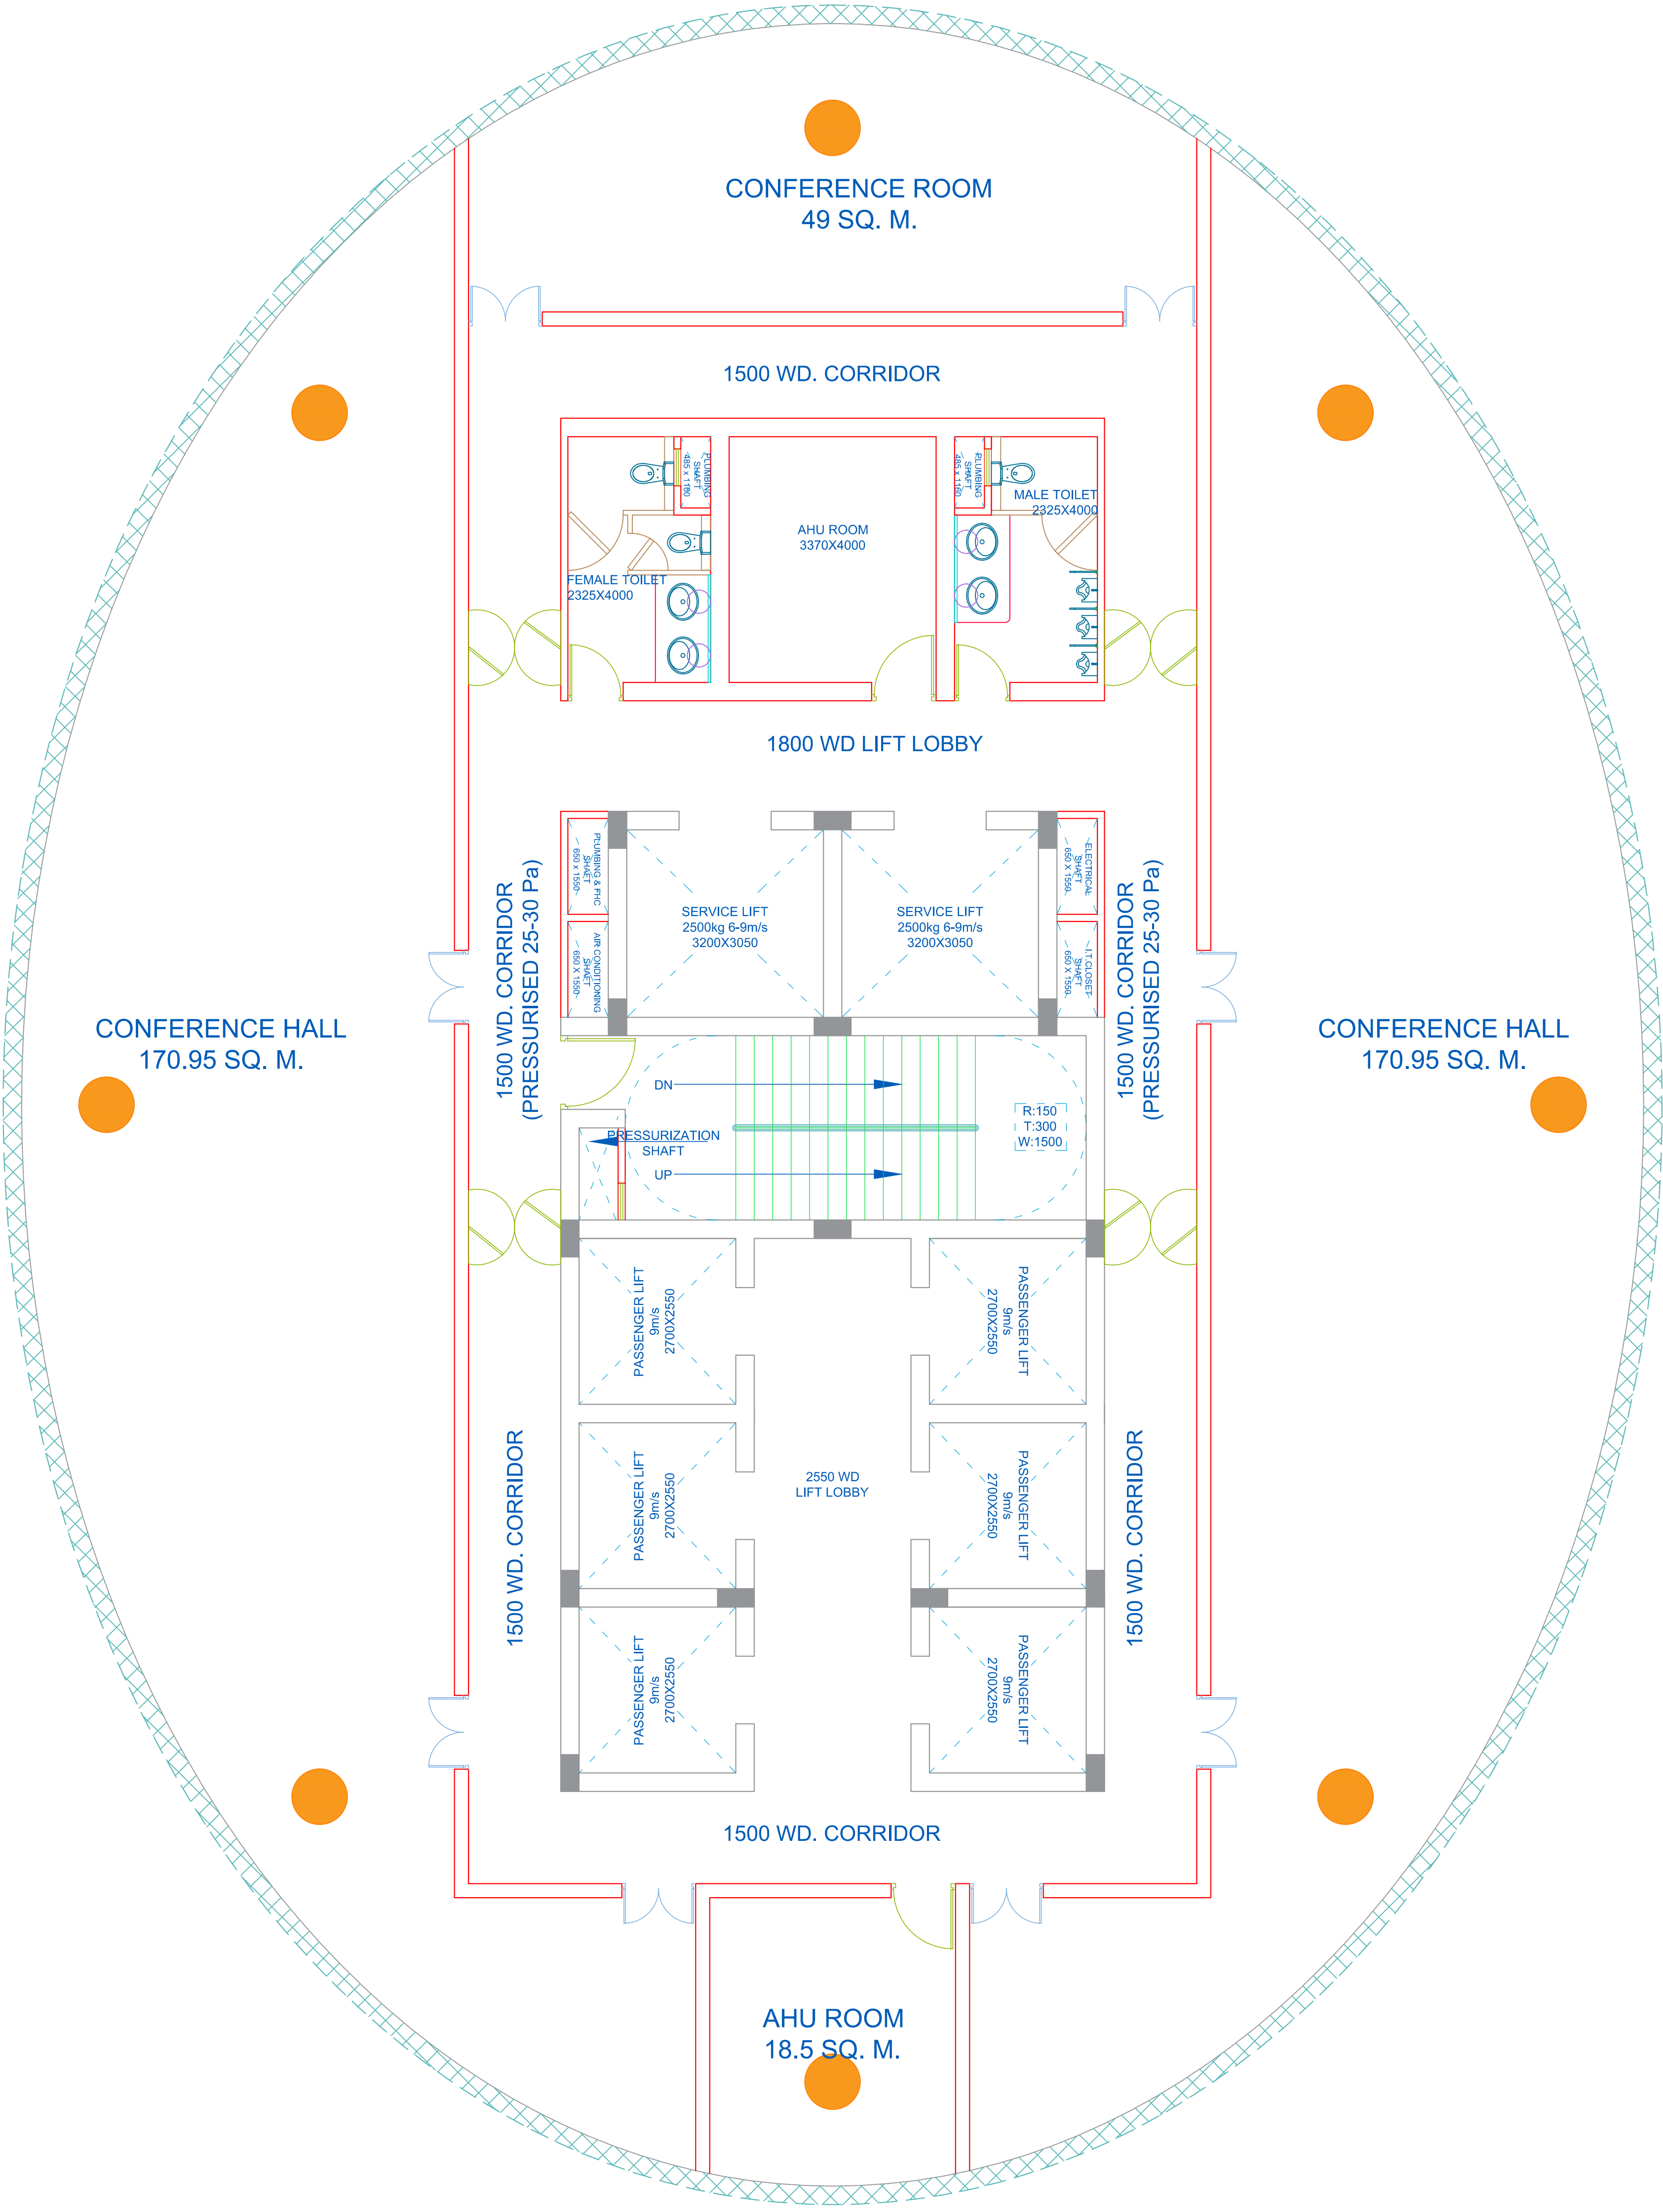 CONFERENCE ROOM
49 SQ. M.
1500 WD. CORRIDOR
PLUMBING
SHAFT
485 x 1160
PLUMBING
SHAFT
485 x 1160
MALE TOILET
2325X4000
AHU ROOM
3370X4000
FEMALE TOILET
2325X4000
1800 WD LIFT LOBBY
PLUMBING & FHC
SHAFT
650 x 1550
SERVICE LIFT
2500kg 6-9m/s
3200X3050
SERVICE LIFT
2500kg 6-9m/s
3200X3050
ELECTRICAL
SHAFT
650 x 1550
AIR CONDITIONING
SHAFT
650 X 1550
I.T.CLOSET
SHAFT
650 X 1550
1500 WD. CORRIDOR
(PRESSURISED 25-30 Pa)
1500 WD. CORRIDOR
(PRESSURISED 25-30 Pa)
CONFERENCE HALL
170.95 SQ. M.
CONFERENCE HALL
170.95 SQ. M.
DN
R:150
T:300
W:1500
PRESSURIZATION
SHAFT
UP
PASSENGER LIFT
9m/s
2700X2550
PASSENGER LIFT
9m/s
2700X2550
PASSENGER LIFT
9m/s
2700X2550
2550 WD
LIFT LOBBY
PASSENGER LIFT
9m/s
2700X2550
1500 WD. CORRIDOR
1500 WD. CORRIDOR
PASSENGER LIFT
9m/s
2700X2550
PASSENGER LIFT
9m/s
2700X2550
1500 WD. CORRIDOR
AHU ROOM
18.5 SQ. M.